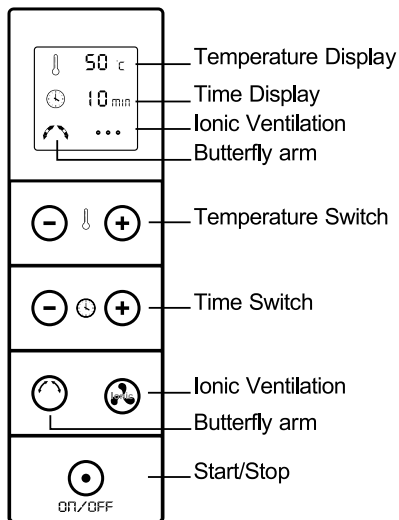 50 °C Temperature Display
10 min Time Display
Ionic Ventilation
Butterfly arm
Temperature Switch
Time Switch
Ionic
Ionic Ventilation
Butterfly arm
Start/Stop
ON/OFF